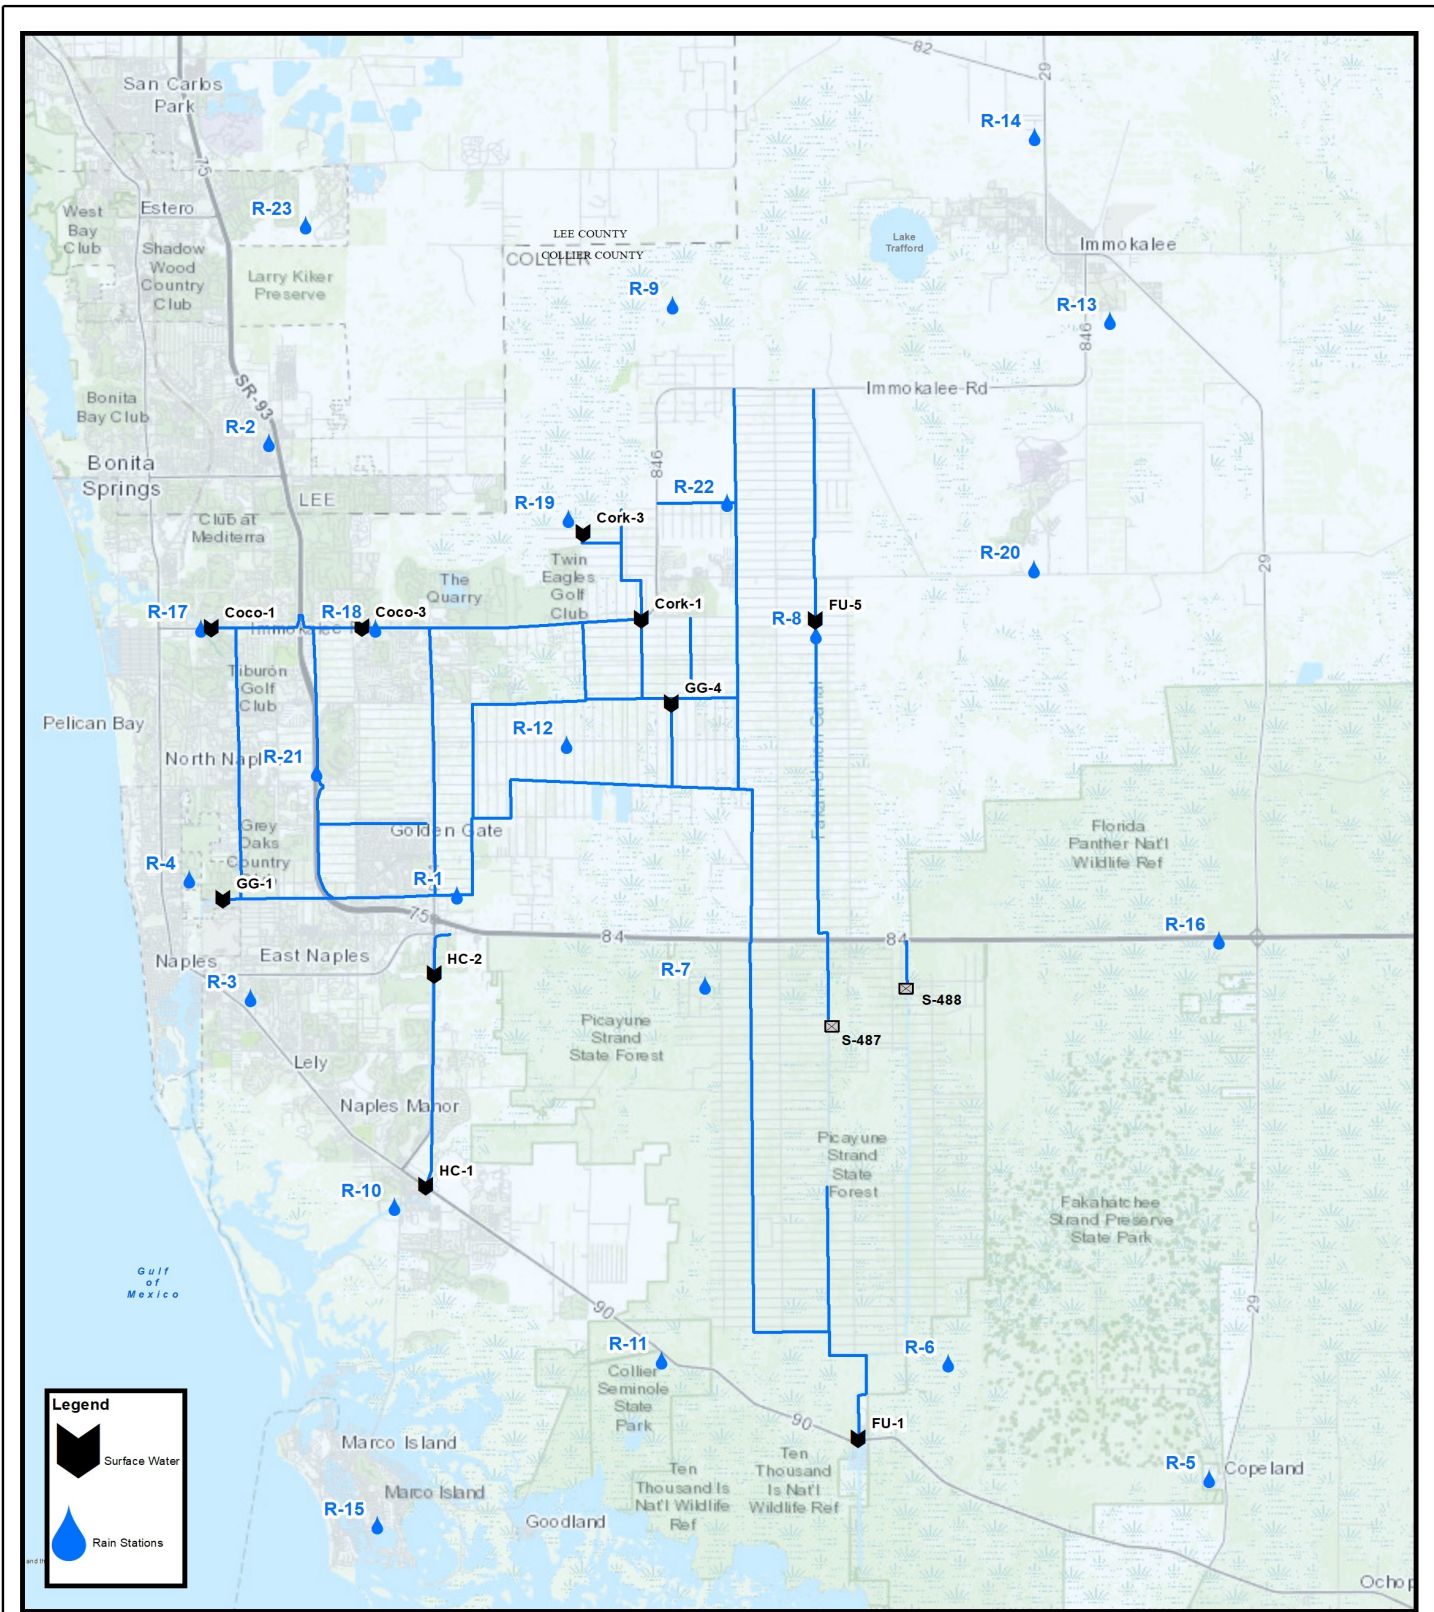 82
29
San Carlos
Park
R-14
75
R-23
Estero
West
Bay
Club
Shadow
Wood
Country
Club
Larry Kiker
Preserve
LEE COUNTY
COLLIER
COLLIER COUNTY
Lake
Trafford
Immokalee
R-9
R-13
846
Immokalee Rd
SR-93
Bonita
Bay Club
R-2
Bonita
Springs
LEE
846
R-22
R-19
Cork-3
Club at
Mediterra
R-20
29
Twin
Eagles
Golf
Club
The
Quarry
R-17
Coco-1
R-18
Coco-3
Cork-1
FU-5
R-8
Tiburón
Golf
Club
GG-4
Pelican Bay
R-12
North Napl
R-21
Golden Gate
Grey
Oaks
Country
Florida
Panther Nat'l
Wildlife Ref
R-4
GG-1
R-1
75
84
84
R-16
Naples
East Naples
HC-2
R-3
R-7
S-488
S-487
Picayune
Strand
State Forest
Lely
Naples Manor
Picayune
Strand
State
Forest
HC-1
R-10
Fakahatchee
Strand Preserve
State Park
Gulf
of
Mexico
90
29
R-11
R-6
Collier
Seminole
State
Park
90
FU-1
Legend
Surface Water
Rain Stations
Marco Island
Marco Island
R-15
Goodland
Ten
Thousand Is
Nat'l Wildlife
Ref
Ten
Thousand
Is Nat'l
Wildlife Ref
R-5
Copeland
and th
Ochop